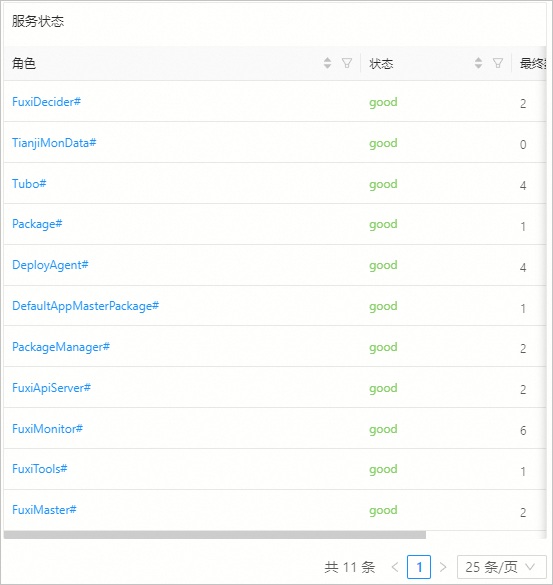 服务状态
角色 状态 最终
FuxiDecider# good 2
TianjiMonData# good 0
Tubo# good 4
Package# good 1
DeployAgent# good 4
DefaultAppMasterPackage# good 1
PackageManager# good 2
FuxiApiServer# good 2
FuxiMonitor# good 6
FuxiTools# good 1
FuxiMaster# good 2
共 11 条 < 1 > 25 条/页